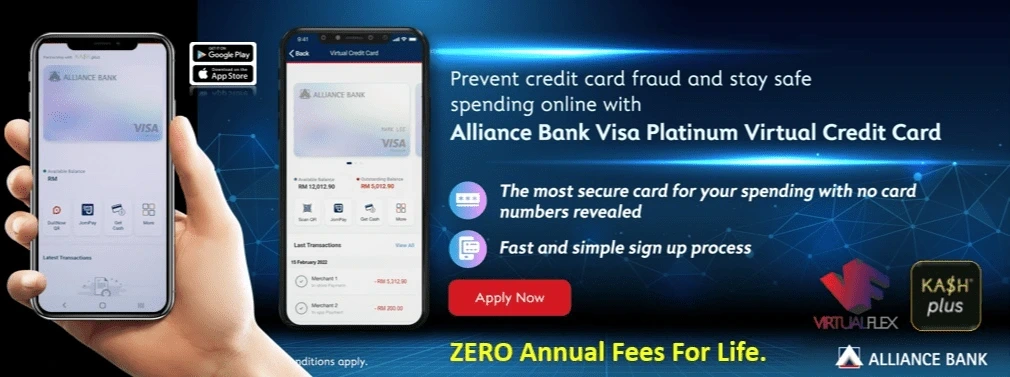 ALLIANCE BANK
VISA
Available Balance
RM
DuitNow
QR
JomPay
Get
Cash
More
Latest Transactions
GET IT ON
Google Play
Download on the
App Store
8:41
Back
Virtual Credit Card
ALLIANCE BANK
VISA
Available Balance
Outstanding Balance
RM 12,012.90
RM 5,012.90
Scan QR
JomPay
Get Cash
More
Last Transactions
View All
15 February 2022
Merchant 1
- RM 5,312.90
Merchant 2
- RM 200.00
Prevent credit card fraud and stay safe
spending online with
Alliance Bank Visa Platinum Virtual Credit Card
The most secure card for your spending with no card
numbers revealed
Fast and simple sign up process
Apply Now
VIRTUALFLEX
KA$H
plus
onditions apply.
ZERO Annual Fees For Life.
ALLIANCE BANK